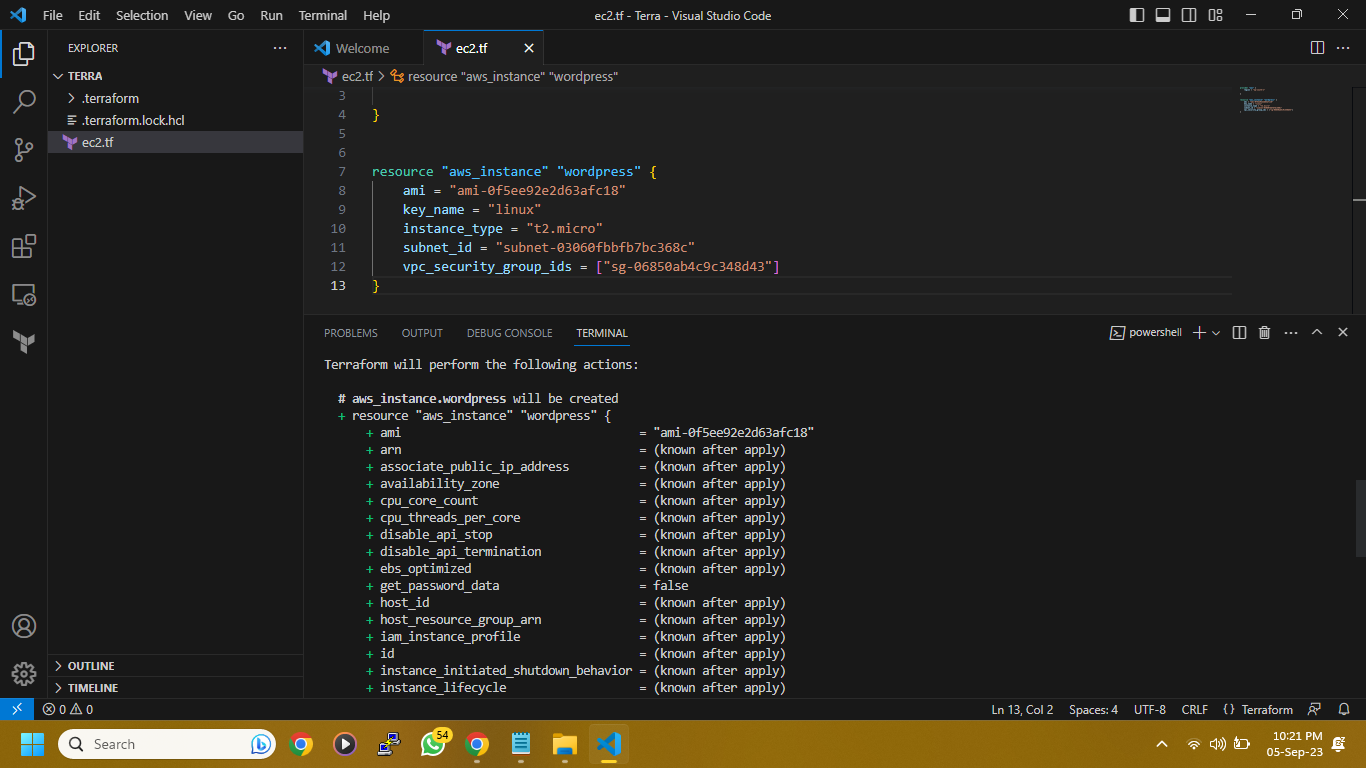 File Edit Selection View Go Run Terminal Help
ec2.tf - Terra - Visual Studio Code
EXPLORER
TERRA
.terraform
.terraform.lock.hcl
ec2.tf
OUTLINE
TIMELINE
Welcome
ec2.tf
ec2.tf > resource "aws_instance" "wordpress"
3
4 }
5
6
7 resource "aws_instance" "wordpress" {
8 ami = "ami-0f5ee92e2d63afc18"
9 key_name = "linux"
10 instance_type = "t2.micro"
11 subnet_id = "subnet-03060fbbfb7bc368c"
12 vpc_security_group_ids = ["sg-06850ab4c9c348d43"]
13 }
PROBLEMS OUTPUT DEBUG CONSOLE TERMINAL
powershell
Terraform will perform the following actions:
# aws_instance.wordpress will be created
+ resource "aws_instance" "wordpress" {
+ ami = "ami-0f5ee92e2d63afc18"
+ arn = (known after apply)
+ associate_public_ip_address = (known after apply)
+ availability_zone = (known after apply)
+ cpu_core_count = (known after apply)
+ cpu_threads_per_core = (known after apply)
+ disable_api_stop = (known after apply)
+ disable_api_termination = (known after apply)
+ ebs_optimized = (known after apply)
+ get_password_data = false
+ host_id = (known after apply)
+ host_resource_group_arn = (known after apply)
+ iam_instance_profile = (known after apply)
+ id = (known after apply)
+ instance_initiated_shutdown_behavior = (known after apply)
+ instance_lifecycle = (known after apply)
0 0
Ln 13, Col 2 Spaces: 4 UTF-8 CRLF {} Terraform
Search
54
10:21 PM
05-Sep-23